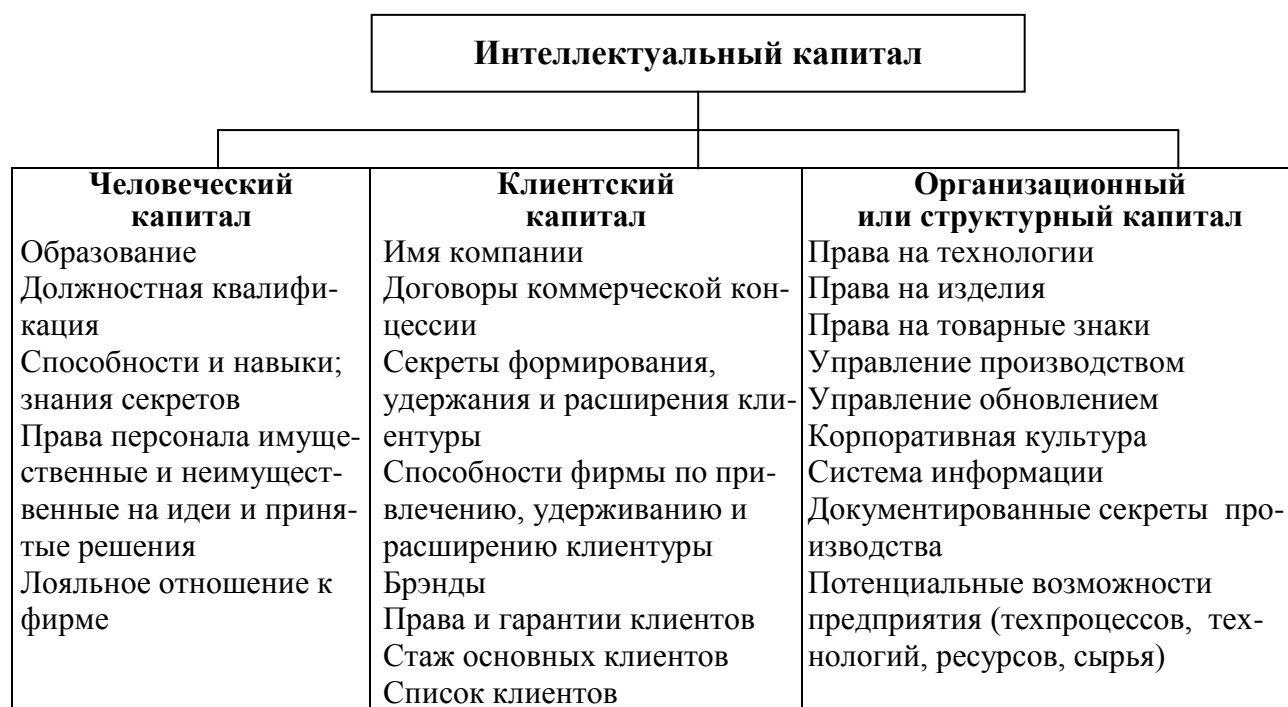 Интеллектуальный капитал
Человеческий
капитал
Образование
Должностная квалифи-
кация
Способности и навыки;
знания секретов
Права персонала имуще-
ственные и неимущест-
венные на идеи и приня-
тые решения
Лояльное отношение к
фирме
Клиентский
капитал
Имя компании
Договоры коммерческой кон-
цессии
Секреты формирования,
удержания и расширения кли-
ентуры
Способности фирмы по при-
влечению, удерживанию и
расширению клиентуры
Брэнды
Права и гарантии клиентов
Стаж основных клиентов
Список клиентов
Организационный
или структурный капитал
Права на технологии
Права на изделия
Права на товарные знаки
Управление производством
Управление обновлением
Корпоративная культура
Система информации
Документированные секреты про-
изводства
Потенциальные возможности
предприятия (техпроцессов, тех-
нологий, ресурсов, сырья)